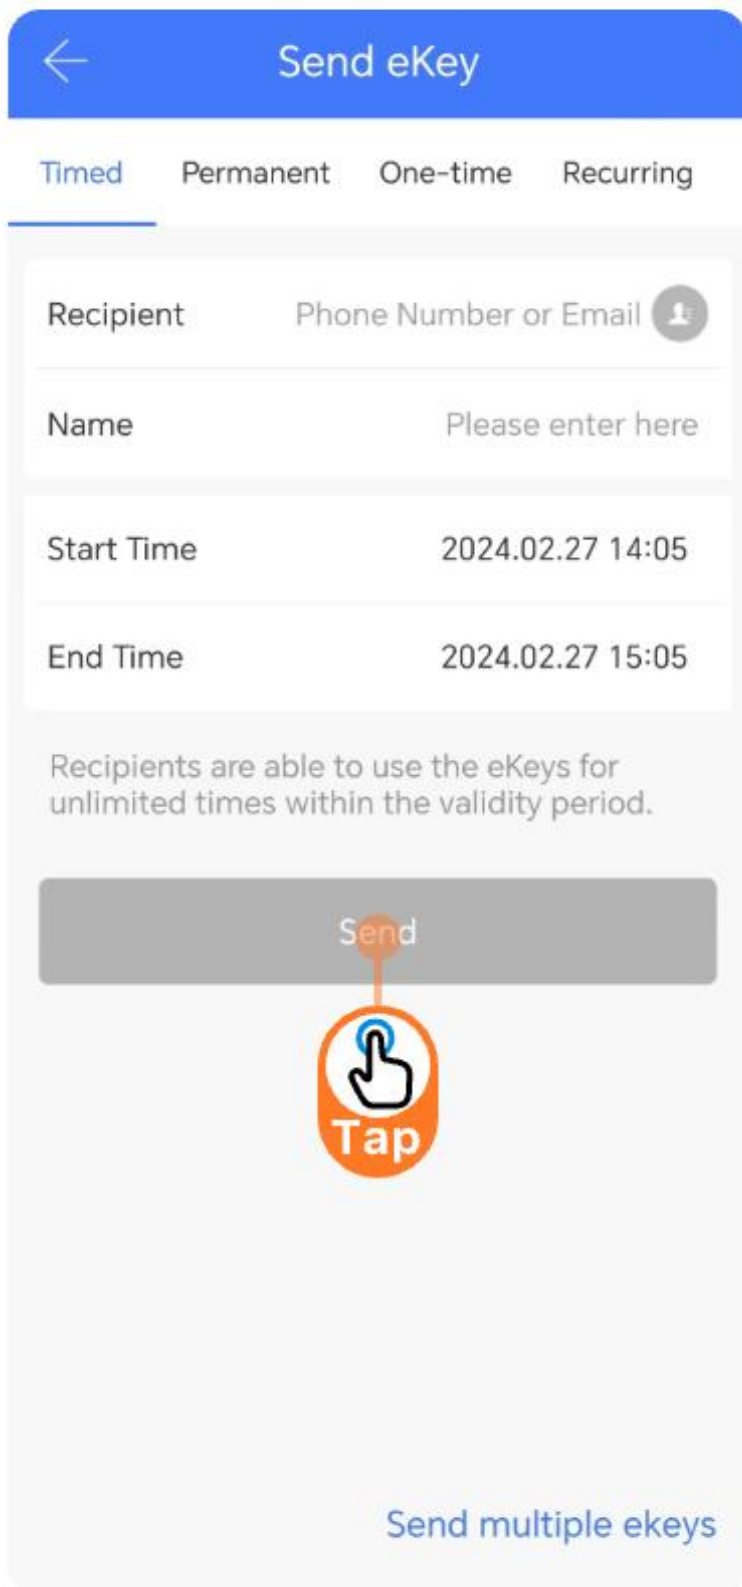 Send eKey
Timed Permanent One-time Recurring
Recipient Phone Number or Email
Name Please enter here
Start Time 2024.02.27 14:05
End Time 2024.02.27 15:05
Recipients are able to use the eKeys for
unlimited times within the validity period.
Send
Tap
Send multiple ekeys